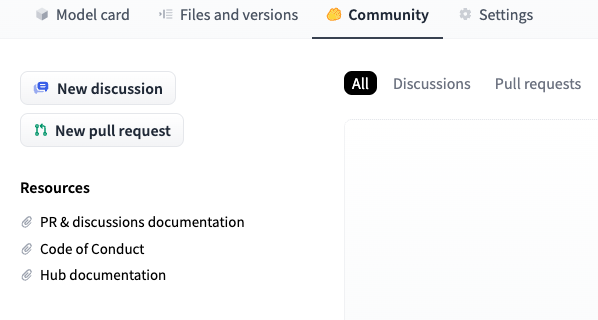 Model card Files and versions Community Settings
New discussion
New pull request
All Discussions Pull requests
Resources
PR & discussions documentation
Code of Conduct
Hub documentation